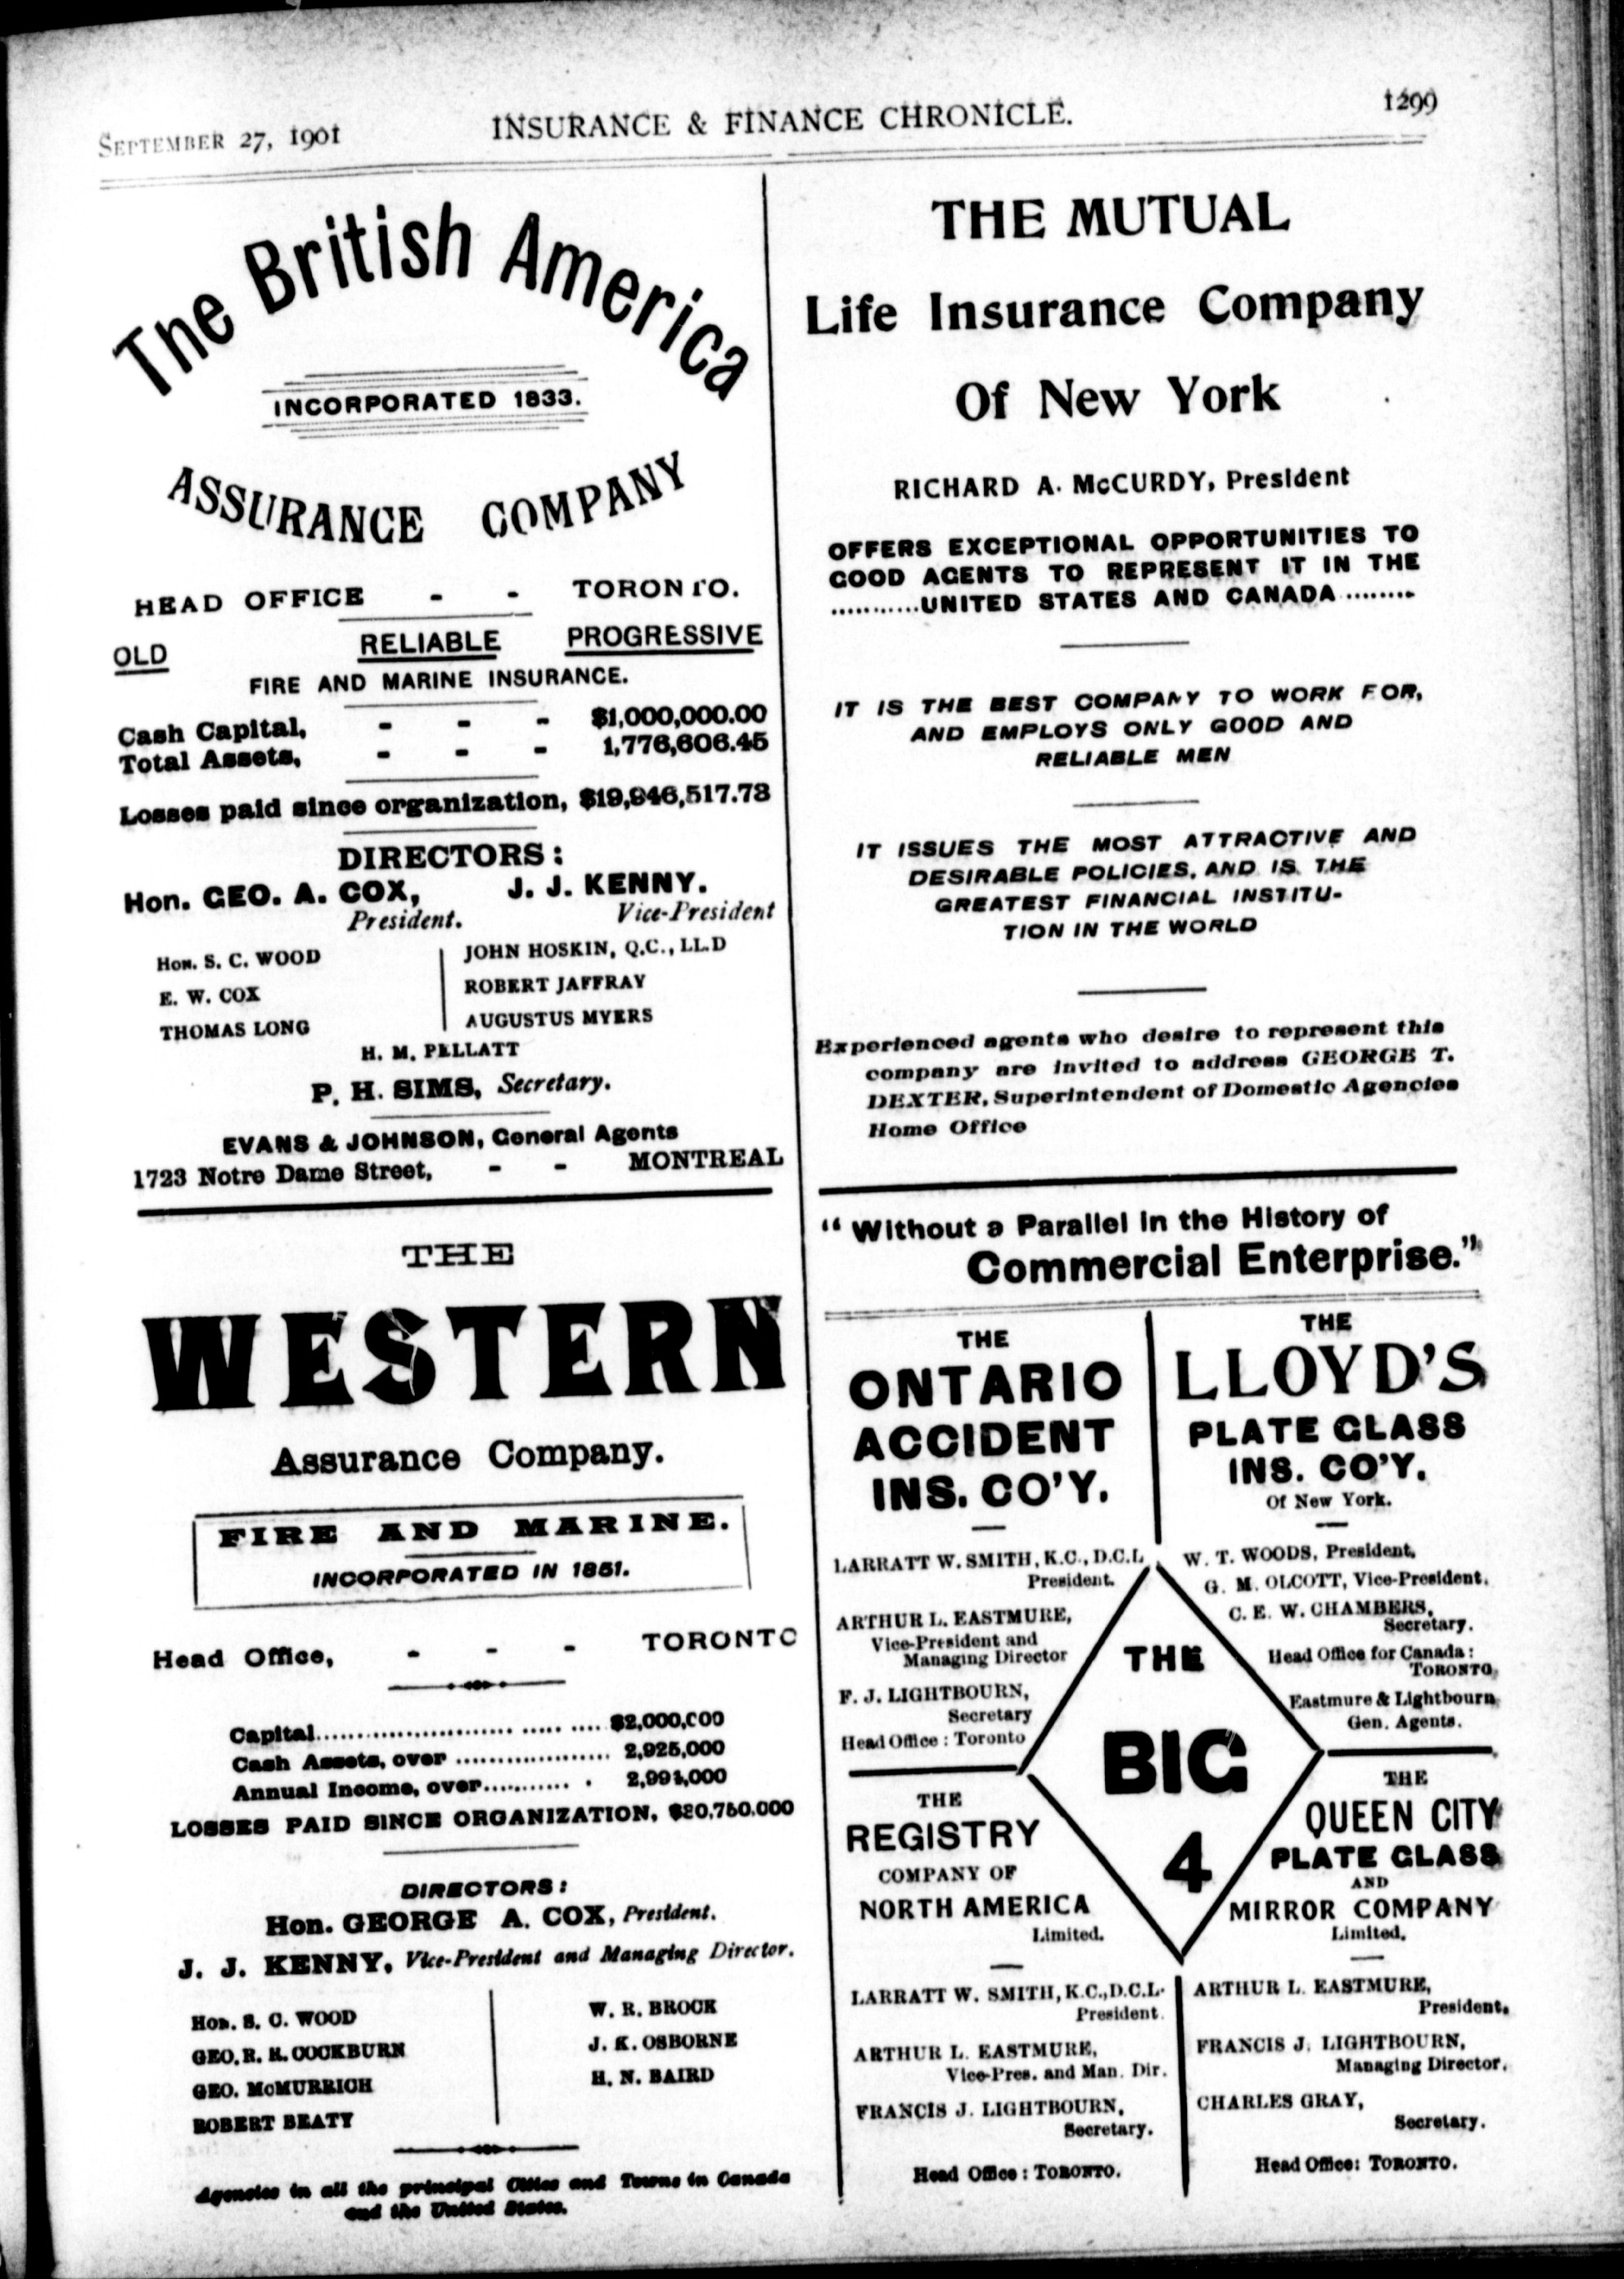 SEPTEMBER 27, 1901
INSURANCE & FINANCE CHRONICLE.
1299
The British America
INCORPORATED 1833.
ASSURANCE COMPANY
HEAD OFFICE - - TORONTO.
OLD RELIABLE PROGRESSIVE
FIRE AND MARINE INSURANCE.
Cash Capital, - - - $1,000,000.00
Total Assets, - - - 1,776,606.45
Losses paid since organization, $19,946,517.73
DIRECTORS:
Hon. GEO. A. COX, J. J. KENNY.
President. Vice-President
HON. S. C. WOOD
E. W. COX
THOMAS LONG
JOHN HOSKIN, Q.C., LL.D
ROBERT JAFFRAY
AUGUSTUS MYERS
H. M. PELLATT
P. H. SIMS, Secretary.
EVANS & JOHNSON, General Agents
1723 Notre Dame Street, - - MONTREAL
THE
WESTERN
Assurance Company.
FIRE AND MARINE.
INCORPORATED IN 1851.
Head Office, - - - TORONTO
Capital........................ ..... .... $2,000,000
Cash Assets, over ................... 2,925,000
Annual Income, over........... . 2,994,000
LOSSES PAID SINCE ORGANIZATION, $30,750,000
DIRECTORS:
Hon. GEORGE A. COX, President.
J. J. KENNY, Vice-President and Managing Director.
HON. S. C. WOOD
GEO. R. R. COCKBURN
GEO. McMURRICH
ROBERT BEATY
W. R. BROCK
J. K. OSBORNE
H. N. BAIRD
Agencies in all the principal Cities and Towns in Canada
and the United States.
THE MUTUAL
Life Insurance Company
Of New York
RICHARD A. McCURDY, President
OFFERS EXCEPTIONAL OPPORTUNITIES TO
GOOD AGENTS TO REPRESENT IT IN THE
...........UNITED STATES AND CANADA........
IT IS THE BEST COMPANY TO WORK FOR,
AND EMPLOYS ONLY GOOD AND
RELIABLE MEN
IT ISSUES THE MOST ATTRACTIVE AND
DESIRABLE POLICIES, AND IS THE
GREATEST FINANCIAL INSTITU-
TION IN THE WORLD
Experienced agents who desire to represent this
company are invited to address GEORGE T.
DEXTER, Superintendent of Domestic Agencies
Home Office
"Without a Parallel in the History of
Commercial Enterprise."
THE
ONTARIO
ACCIDENT
INS. CO'Y.
LARRATT W. SMITH, K.C., D.C.L
President.
ARTHUR L. EASTMURE,
Vice-President and
Managing Director
F. J. LIGHTBOURN,
Secretary
Head Office : Toronto
THE
LLOYD'S
PLATE GLASS
INS. CO'Y.
Of New York.
W. T. WOODS, President,
G. M. OLCOTT, Vice-President.
C. E. W. CHAMBERS,
Secretary.
Head Office for Canada:
TORONTO,
Eastmure & Lightbourn
Gen. Agents.
THE
BIG
4
THE
REGISTRY
COMPANY OF
NORTH AMERICA
Limited.
LARRATT W. SMITH, K.C., D.C.L.
President.
ARTHUR L. EASTMURE,
Vice-Pres. and Man. Dir.
FRANCIS J. LIGHTBOURN,
Secretary.
Head Office : TORONTO.
THE
QUEEN CITY
PLATE GLASS
AND
MIRROR COMPANY
Limited.
ARTHUR L. EASTMURE,
President.
FRANCIS J. LIGHTBOURN,
Managing Director.
CHARLES GRAY,
Secretary.
Head Office: TORONTO.